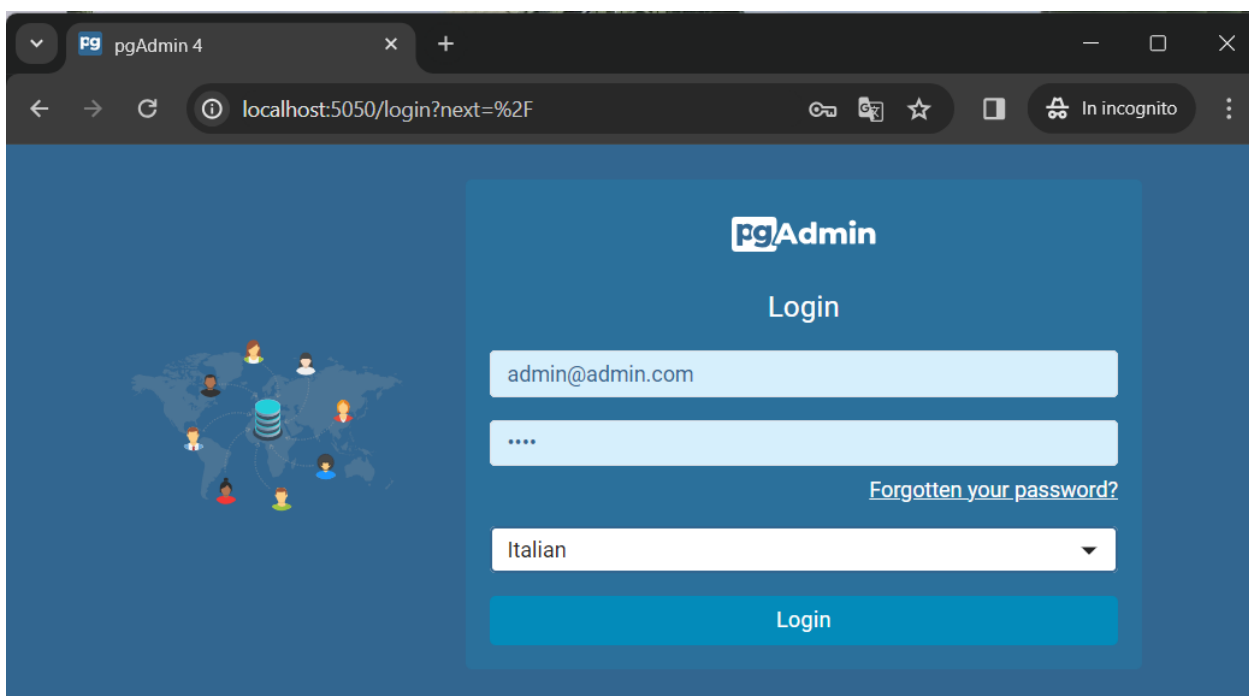 pg pgAdmin 4
localhost:5050/login?next=%2F
In incognito
pgAdmin
Login
admin@admin.com
••••
Forgotten your password?
Italian
Login